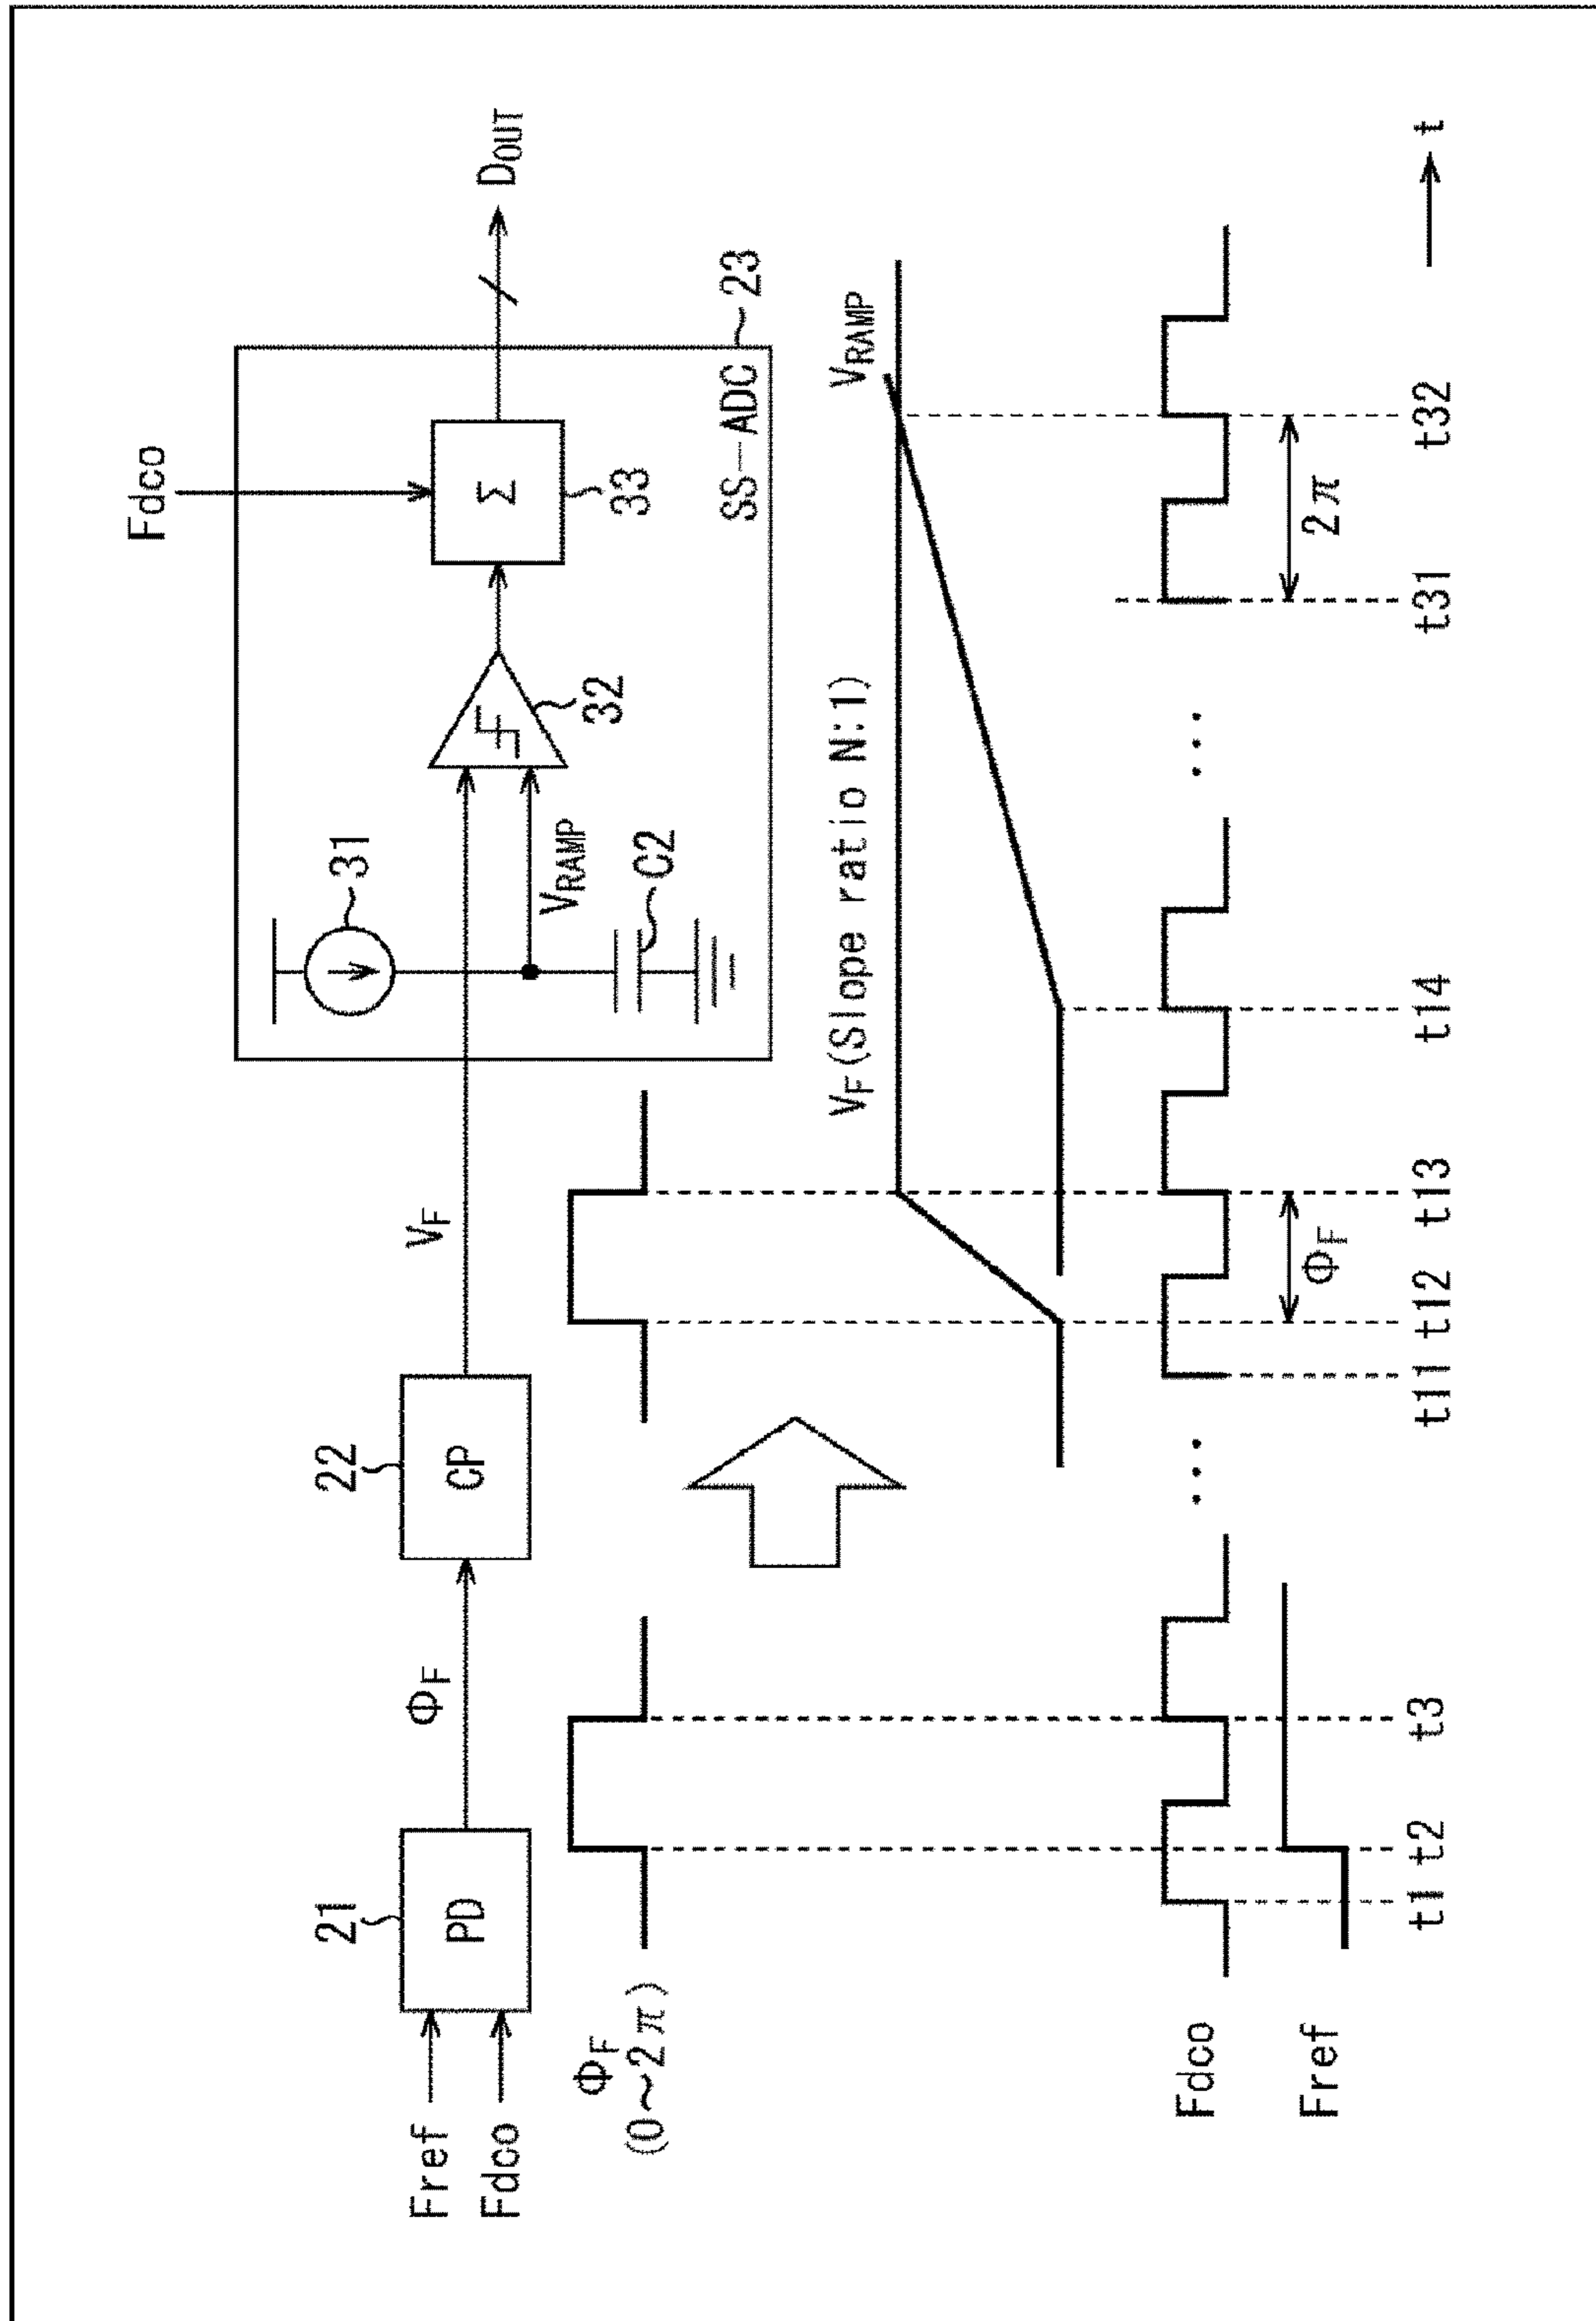 Fref
Fdco
21
PD
ΦF
22
CP
VF
Fdco
31
VRAMP
C2
32
Σ
33
SS-ADC
23
DOUT
ΦF
(0~2π)
VF(Slope ratio N:1)
VRAMP
Fdco
...
...
Fref
ΦF
2π
t1
t2
t3
t11
t12
t13
t14
t31
t32
t